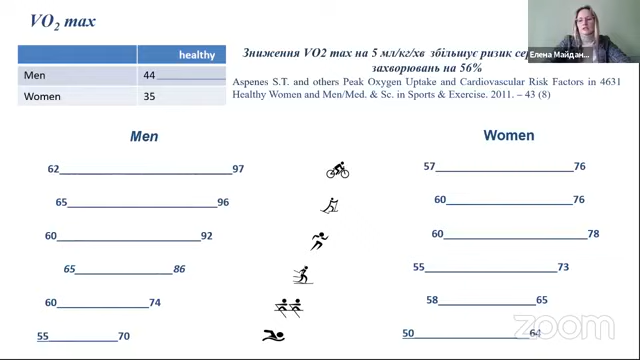 VO2 max
healthy
Men 44
Women 35
Зниження VO2 max на 5 мл/кг/хв збільшує ризик
захворювань на 56%
Aspenes S.T. and others Peak Oxygen Uptake and Cardiovascular Risk Factors in 4631
Healthy Women and Men/Med. & Sc. in Sports & Exercise. 2011. – 43 (8)
Елена Майдан...
Men
Women
62 97
57 76
65 96
60 76
60 92
60 78
65 86
55 73
60 74
58 65
55 70
50 64
zoom